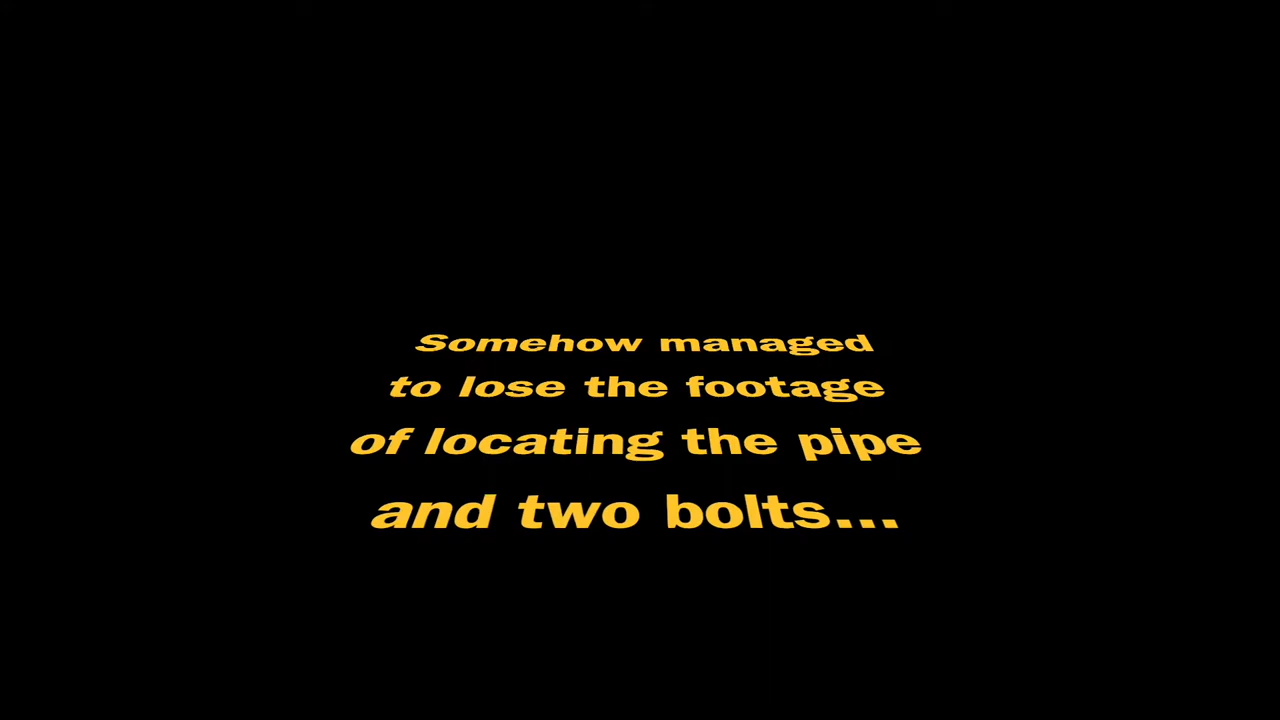 Somehow managed
to lose the footage
of locating the pipe
and two bolts...